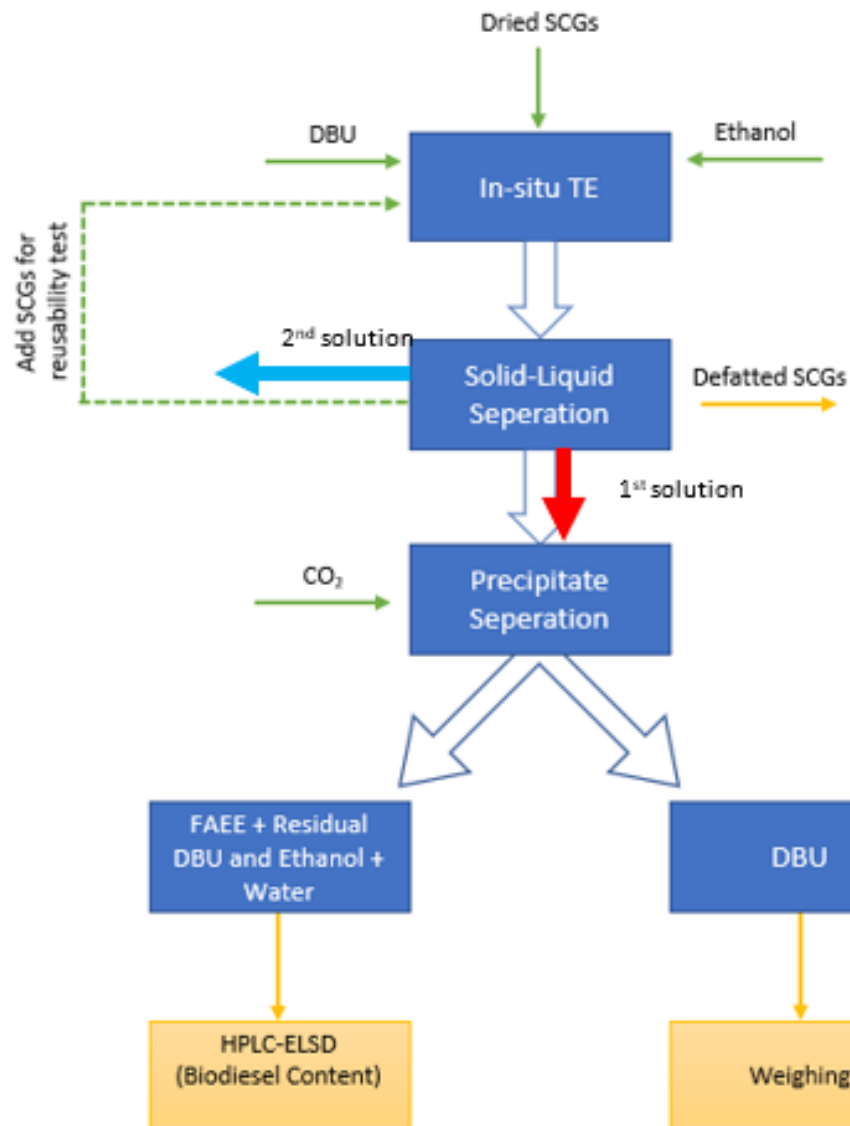 Dried SCGs
DBU
Ethanol
In-situ TE
Add SCGs for
reusability test
2nd solution
Solid-Liquid
Seperation
Defatted SCGs
1st solution
CO₂
Precipitate
Seperation
FAEE + Residual
DBU and Ethanol +
Water
DBU
HPLC-ELSD
(Biodiesel Content)
Weighing